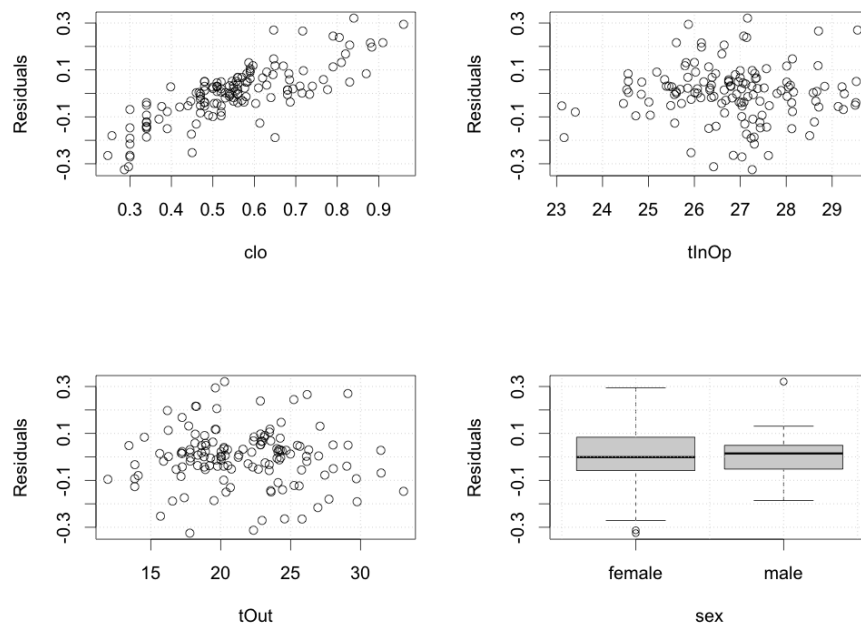 Residuals
0.3
0.1
-0.1
-0.3
0.3 0.4 0.5 0.6 0.7 0.8 0.9
clo
Residuals
0.3
0.1
-0.1
-0.3
23 24 25 26 27 28 29
tInOp
Residuals
0.3
0.1
-0.1
-0.3
15 20 25 30
tOut
Residuals
0.3
0.1
-0.1
-0.3
female male
sex